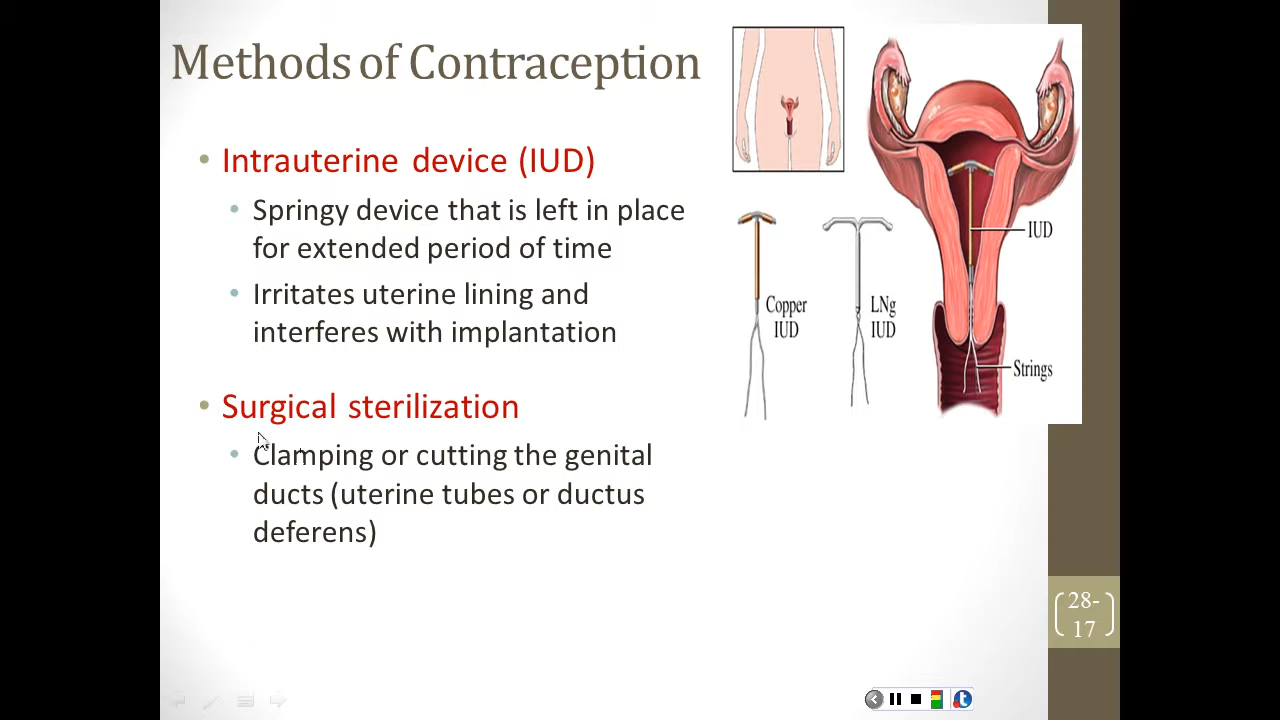 Methods of Contraception
• Intrauterine device (IUD)
• Springy device that is left in place
for extended period of time
• Irritates uterine lining and
interferes with implantation
• Surgical sterilization
• Clamping or cutting the genital
ducts (uterine tubes or ductus
deferens)
Copper
IUD
LNg
IUD
IUD
Strings
28-
17